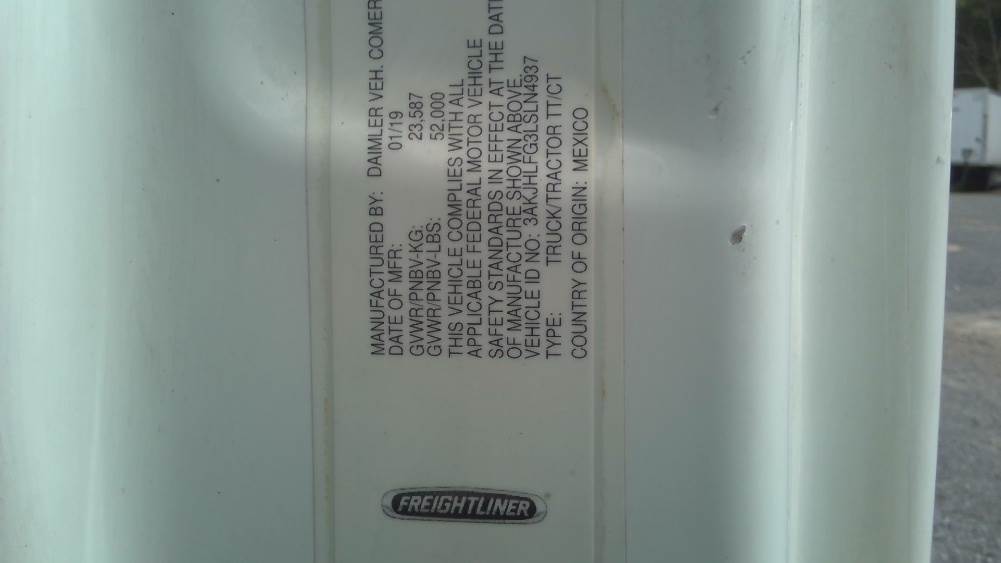 MANUFACTURED BY: DAIMLER VEH. COMER
DATE OF MFR: 01/19
GVWR/PNBV-KG: 23,587
GVWR/PNBV-LBS: 52,000
THIS VEHICLE COMPLIES WITH ALL
APPLICABLE FEDERAL MOTOR VEHICLE
SAFETY STANDARDS IN EFFECT AT THE DATE
OF MANUFACTURE SHOWN ABOVE.
VEHICLE ID NO: 3AKJHLFG3LSLN4937
TYPE: TRUCK/TRACTOR TT/CT
COUNTRY OF ORIGIN: MEXICO
FREIGHTLINER